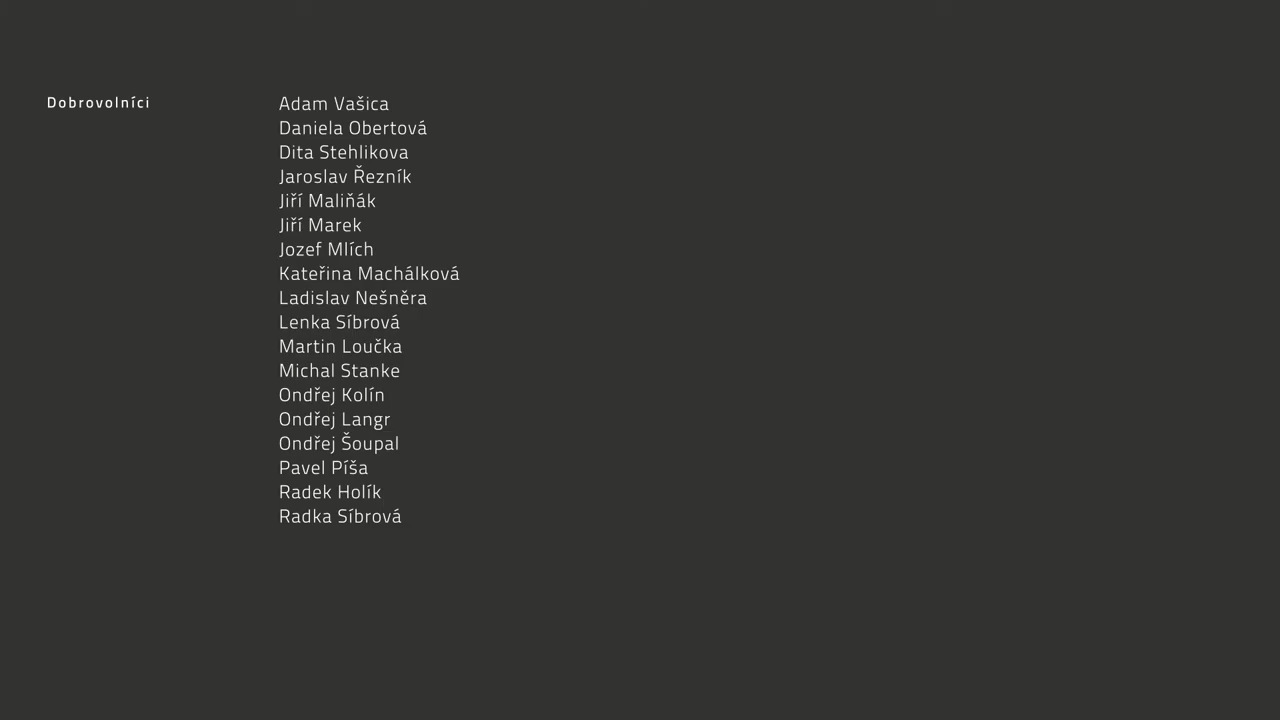 Dobrovolníci
Adam Vašica
Daniela Obertová
Dita Stehlikova
Jaroslav Řezník
Jiří Maliňák
Jiří Marek
Jozef Mlích
Kateřina Machálková
Ladislav Nešněra
Lenka Síbrová
Martin Loučka
Michal Stanke
Ondřej Kolín
Ondřej Langr
Ondřej Šoupal
Pavel Píša
Radek Holík
Radka Síbrová